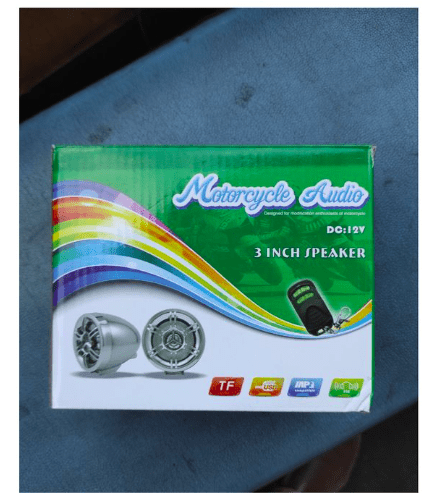 Motorcycle Audio
DC:12V
3 INCH SPEAKER
TF
USB
MP3